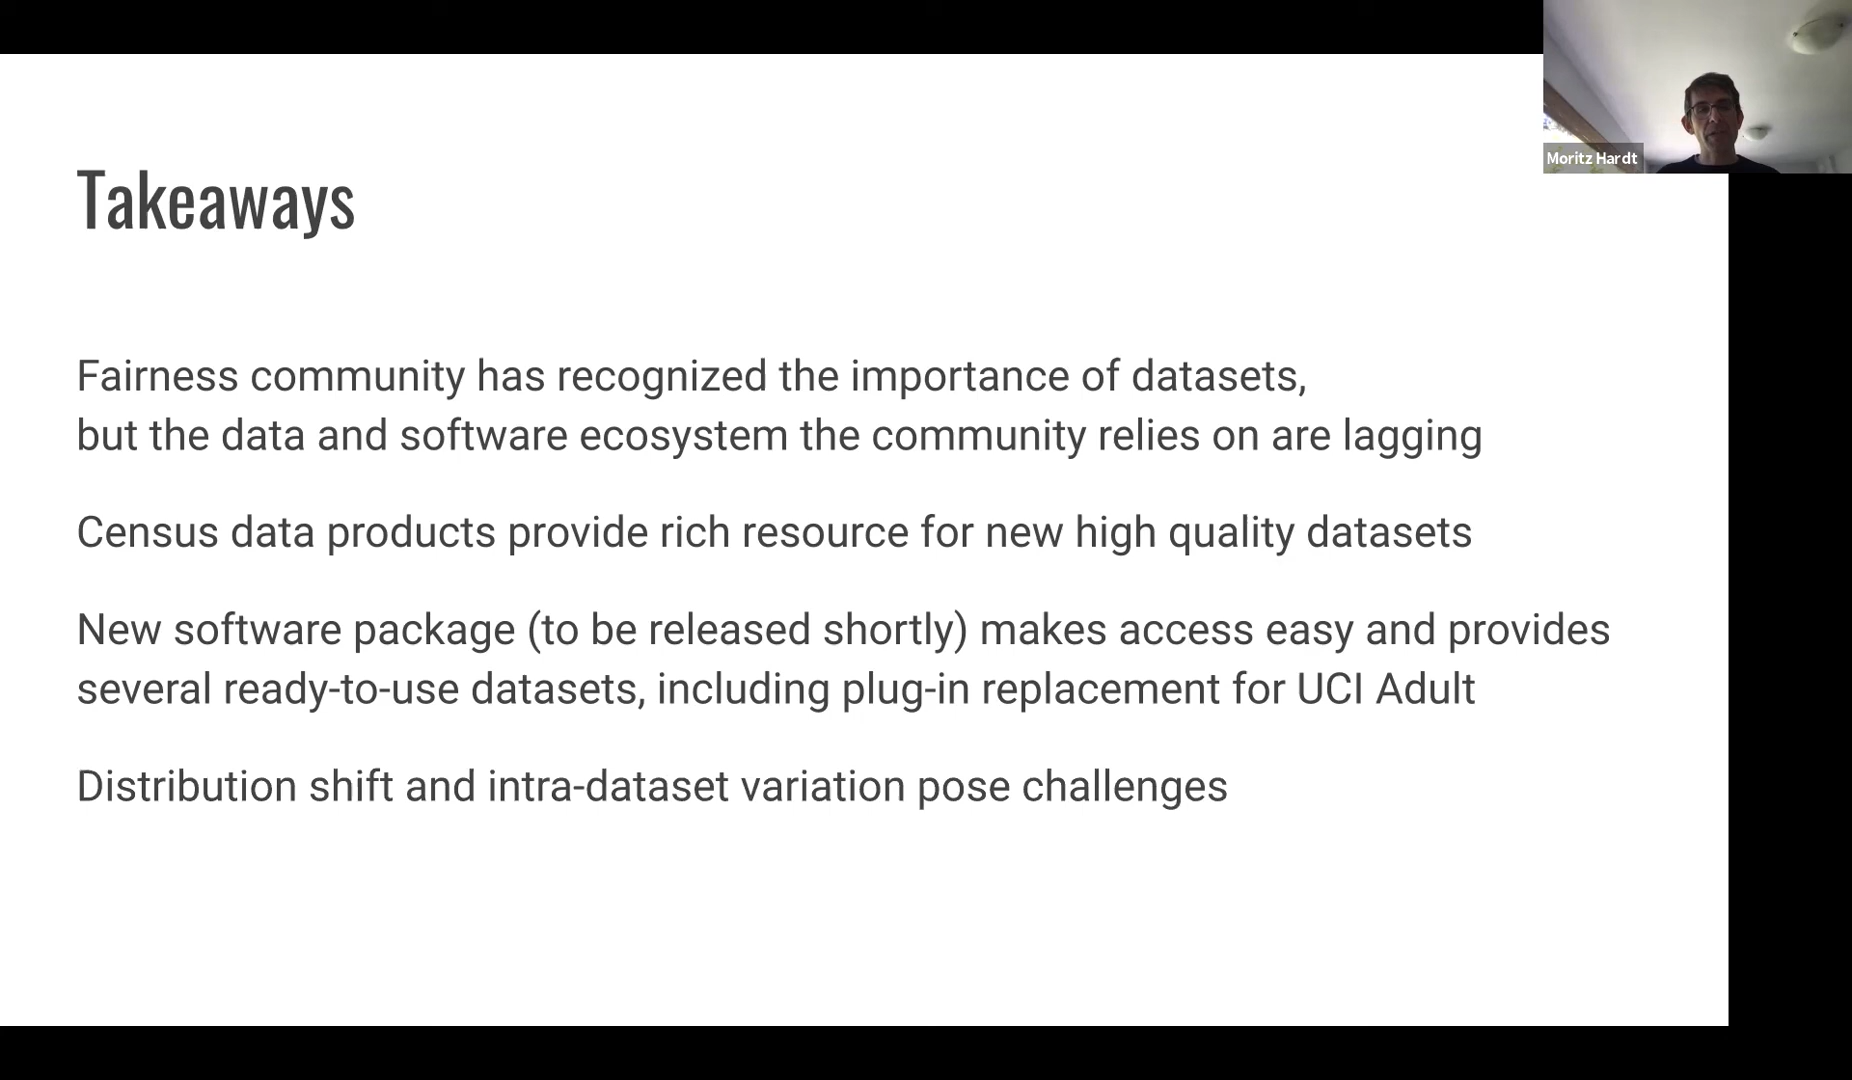 Moritz Hardt
Takeaways
Fairness community has recognized the importance of datasets,
but the data and software ecosystem the community relies on are lagging
Census data products provide rich resource for new high quality datasets
New software package (to be released shortly) makes access easy and provides
several ready-to-use datasets, including plug-in replacement for UCI Adult
Distribution shift and intra-dataset variation pose challenges